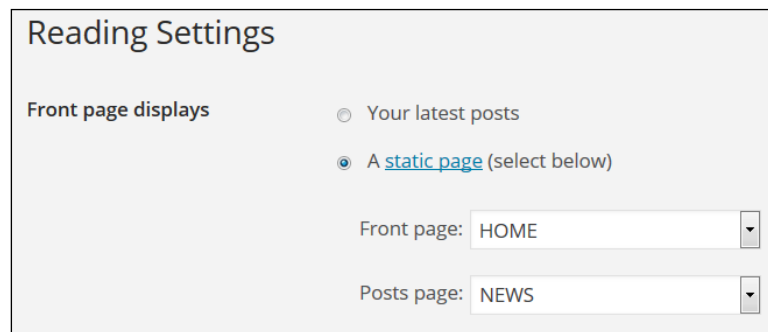 Reading Settings
Front page displays
Your latest posts
A static page (select below)
Front page: HOME
Posts page: NEWS